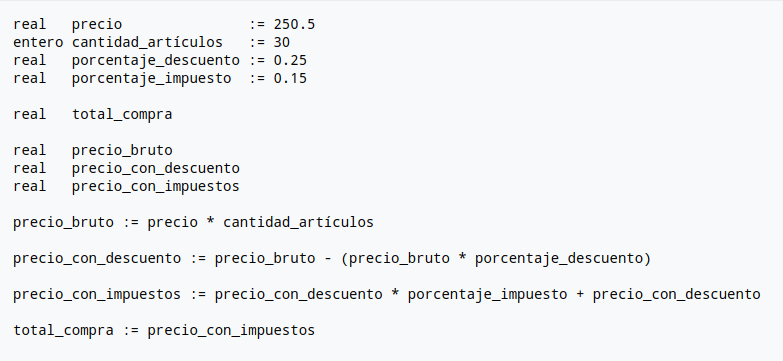 real   precio               := 250.5
entero cantidad_artículos   := 30
real   porcentaje_descuento := 0.25
real   porcentaje_impuesto  := 0.15
real   total_compra
real   precio_bruto
real   precio_con_descuento
real   precio_con_impuestos
precio_bruto := precio * cantidad_artículos
precio_con_descuento := precio_bruto - (precio_bruto * porcentaje_descuento)
precio_con_impuestos := precio_con_descuento * porcentaje_impuesto + precio_con_descuento
total_compra := precio_con_impuestos